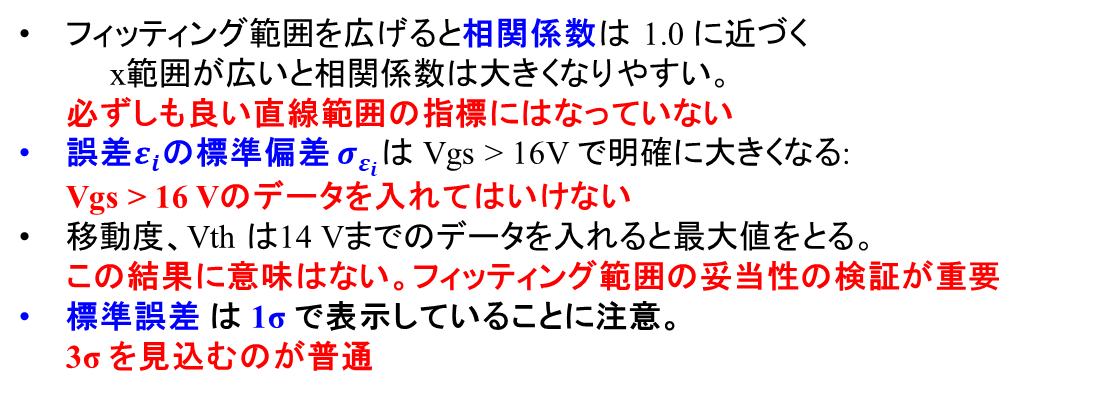 • フィッティング範囲を広げると相関係数は 1.0 に近づく
x範囲が広いと相関係数は大きくなりやすい。
必ずしも良い直線範囲の指標にはなっていない
• 誤差εiの標準偏差 σεi は Vgs > 16V で明確に大きくなる:
Vgs > 16 Vのデータを入れてはいけない
• 移動度、Vth は14 Vまでのデータを入れると最大値をとる。
この結果に意味はない。フィッティング範囲の妥当性の検証が重要
• 標準誤差 は 1σ で表示していることに注意。
3σ を見込むのが普通